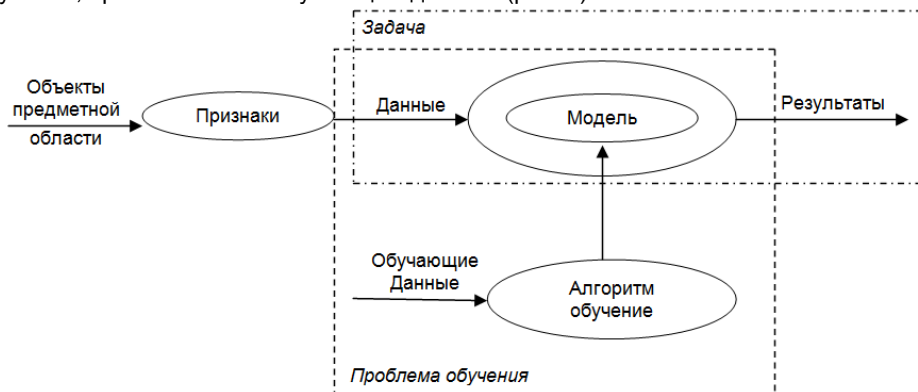 Задача
Объекты
предметной
области
Признаки
Данные
Модель
Результаты
Обучающие
Данные
Алгоритм
обучение
Проблема обучения